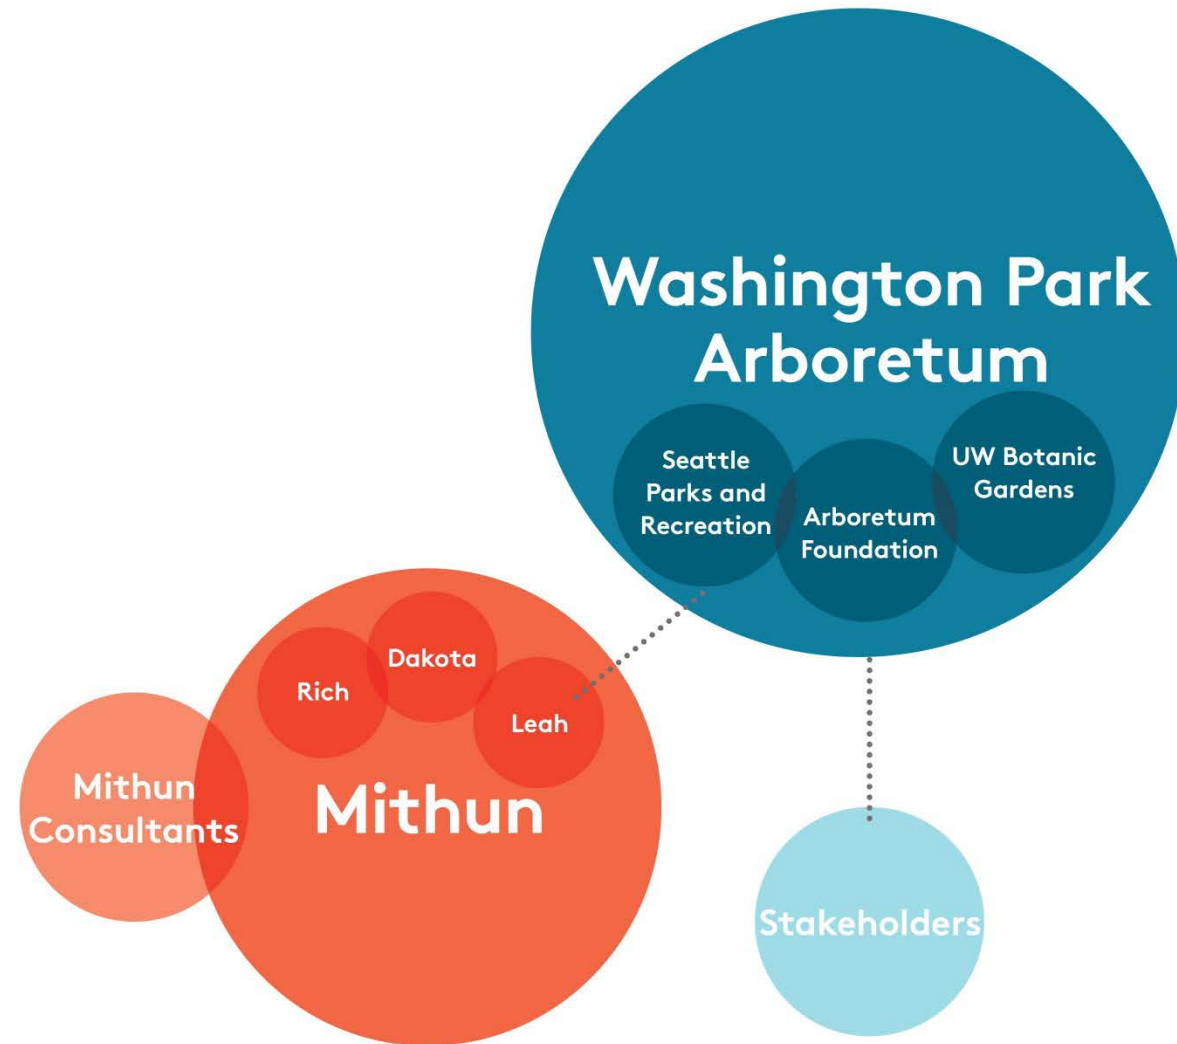 Washington Park
Arboretum
Seattle
Parks and
Recreation
Arboretum
Foundation
UW Botanic
Gardens
Rich
Dakota
Leah
Mithun
Consultants
Mithun
Stakeholders